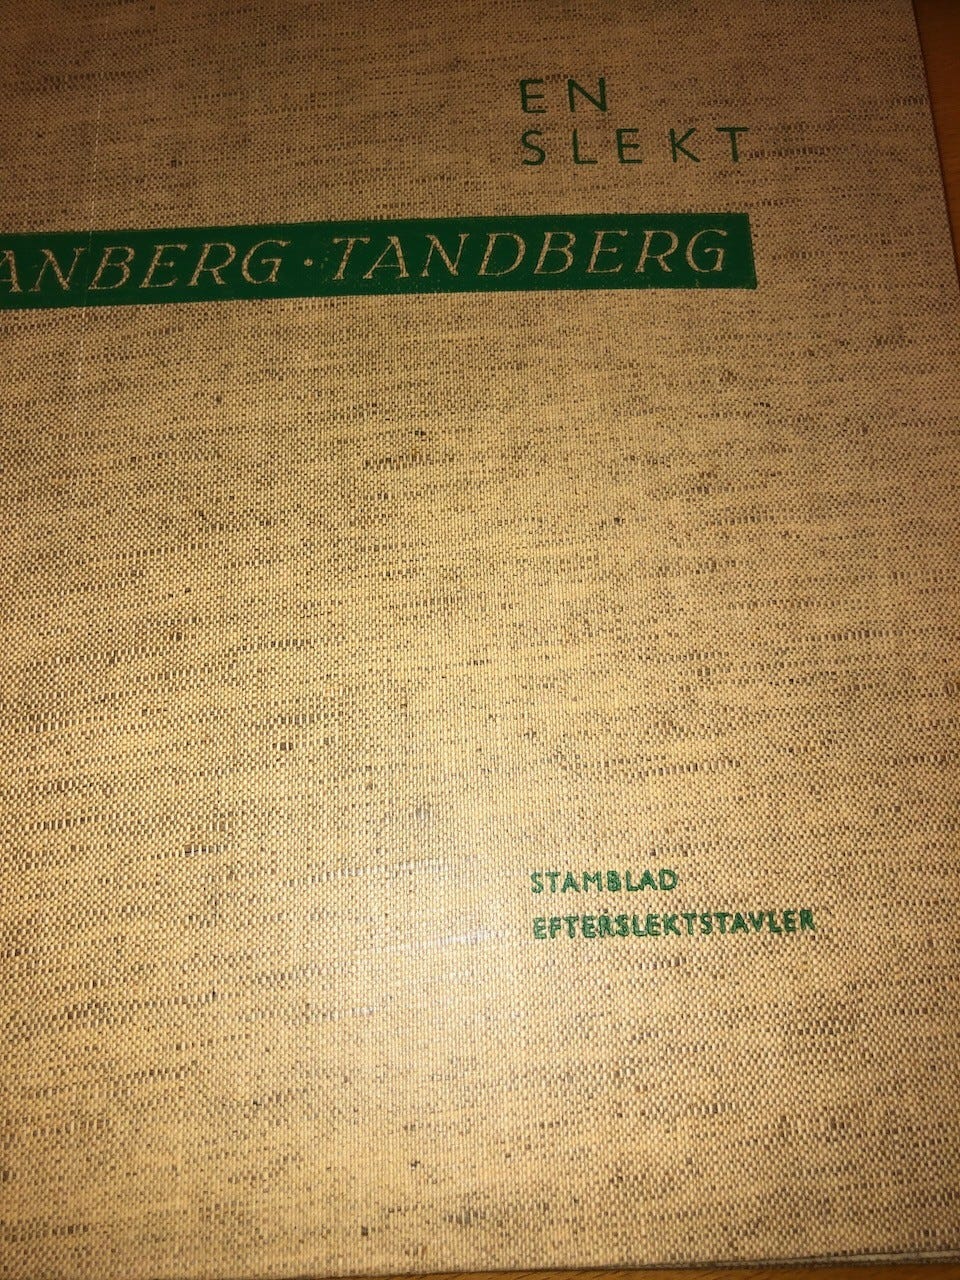 EN
SLEKT
ANBERG · TANDBERG
STAMBLAD
EFTERSLEKTSTAVLER